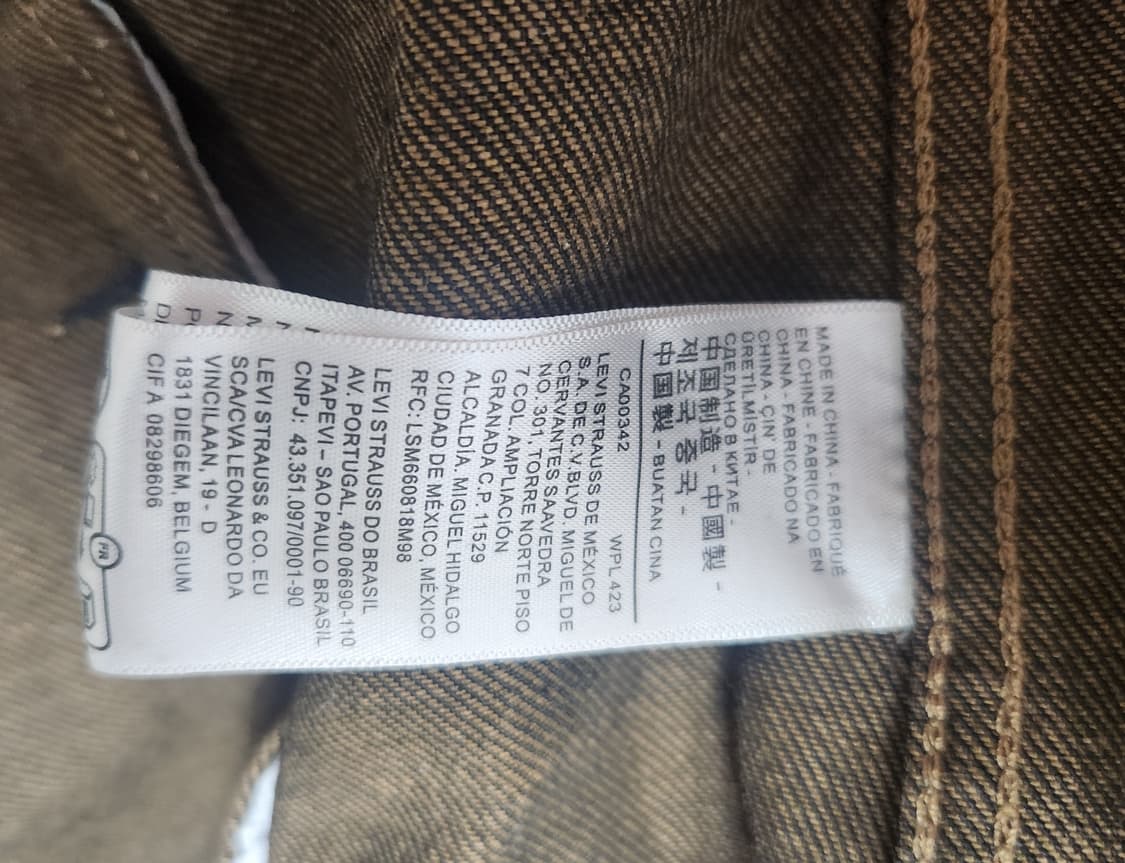 MADE IN CHINA - FABRIQUÉ
EN CHINE - FABRICADO EN
CHINA - FABRICADO NA
CHINA - ÇIN' DE
ÜRETİLMİSTİR -
СДЕЛАНО В КИТАЕ -
中国制造 - 中國製 -
제조국 중국 -
中国製 - BUATAN CINA
CA00342 WPL 423
LEVI STRAUSS DE MÉXICO
S.A. DE C.V.BLVD. MIGUEL DE
CERVANTES SAAVEDRA
NO. 301, TORRE NORTE PISO
7 COL. AMPLIACIÓN
GRANADA C.P. 11529
ALCALDÍA. MIGUEL HIDALGO
CIUDAD DE MÉXICO, MÉXICO
RFC: LSM660818M98
LEVI STRAUSS DO BRASIL
AV. PORTUGAL, 400 06690-110
ITAPEVI – SAO PAULO BRASIL
CNPJ: 43.351.097/0001-90
LEVI STRAUSS & CO. EU
SCA/CVA LEONARDO DA
VINCILAAN, 19 - D
1831 DIEGEM, BELGIUM
CIF A 08298606
FR